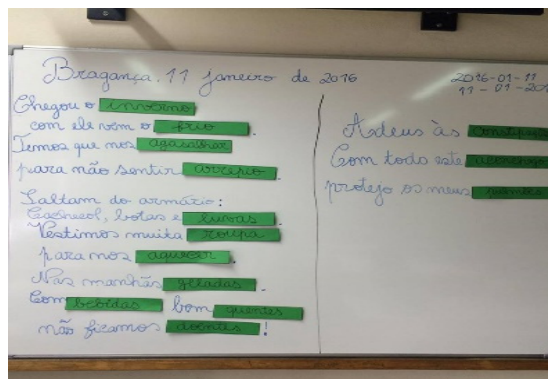 Bragança, 11 janeiro de 2016
2016-01-11
11-01-201
Chegou o inverno
com ele vem o frio.
Temos que nos agasalhar
para não sentir arrepio.
Saltam do armário:
Cachecol, botas e luvas.
Vestimos muita roupa
para nos aquecer.
Nas manhãs geladas.
Com bebidas bem quentes
não ficamos doentes!
Adeus às
Com todo este aconchego
protejo os meus